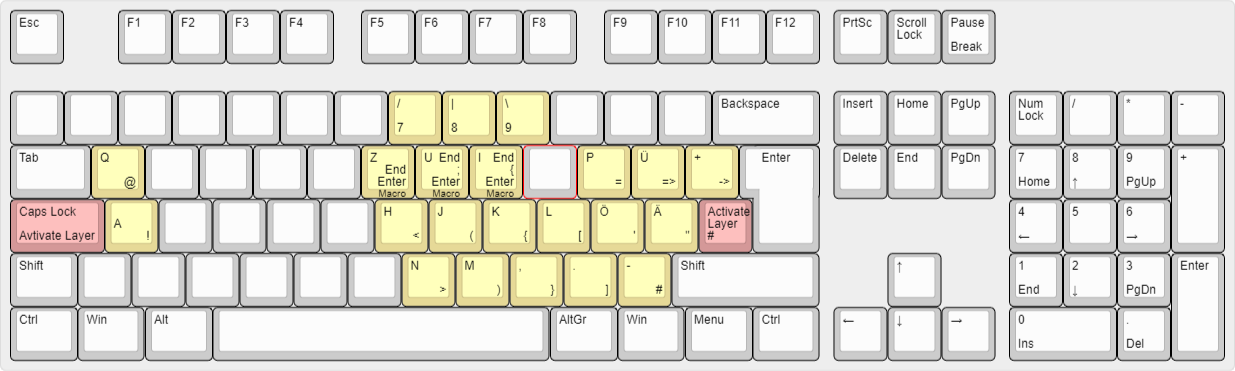 Esc F1 F2 F3 F4 F5 F6 F7 F8 F9 F10 F11 F12 PrtSc Scroll Pause
Lock Break
/ | \ Backspace Insert Home PgUp Num / * -
7 8 9 Lock
Tab Q Z U End I End P Ü + Enter Delete End PgDn 7 8 9 +
End ; {
@ Enter Enter Enter = => -> Home ↑ PgUp
Macro Macro Macro
Caps Lock A H J K L Ö Ä Activate 4 5 6
Layer
Avtivate Layer ! < ( { [ ' " # ← →
Shift N M , . - Shift ↑ 1 2 3 Enter
> ) } ] # End ↓ PgDn
Ctrl Win Alt AltGr Win Menu Ctrl ← ↓ → 0 .
Ins Del